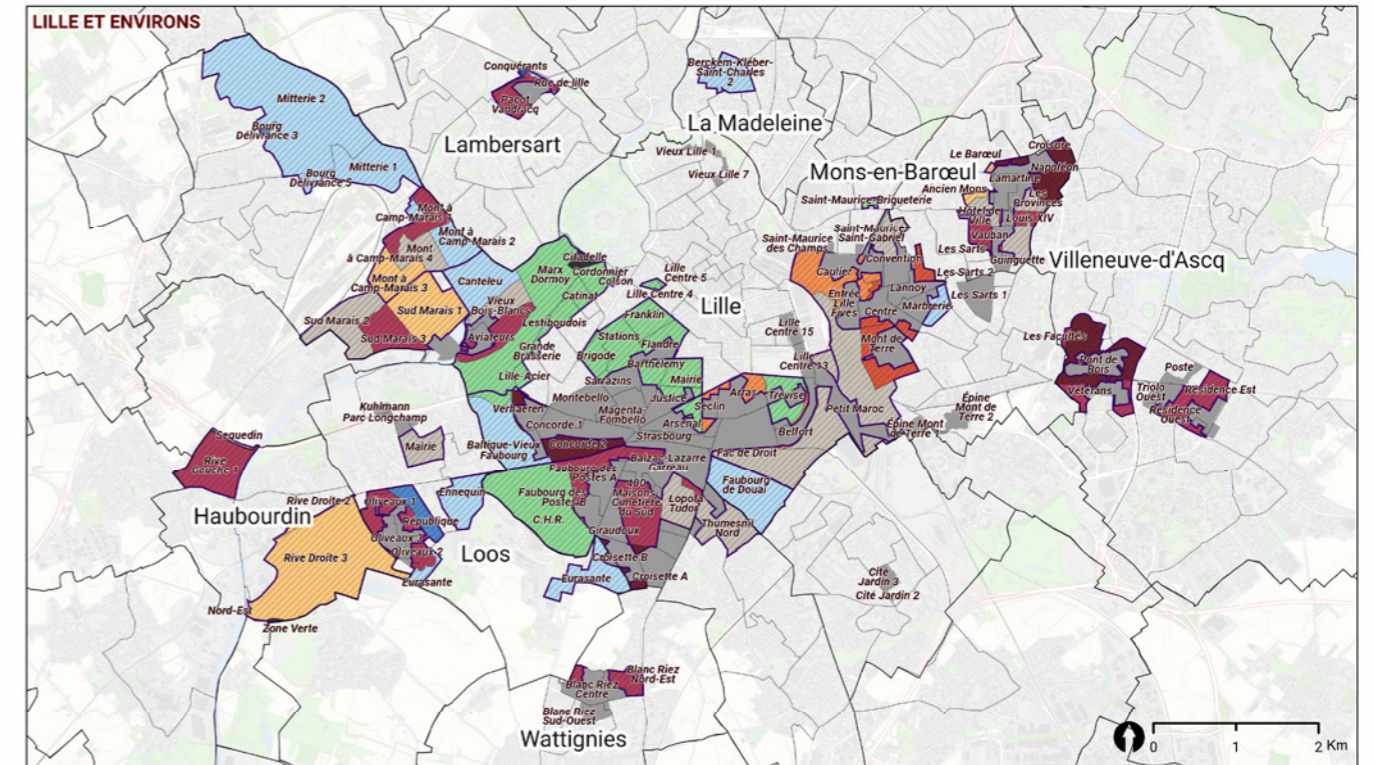 LILLE ET ENVIRONS
Conquérants
Rue de lille
Pacot
Vandracq
Lambersart
Berckem-Kléber-
Saint-Charles
2
La Madeleine
Mitterie 2
Bourg
Délivrance 3
Mitterie 1
Bourg
Délivrance 5
Vieux Lille 1
Vieux Lille 7
Mons-en-Barœul
Le Barœul
Croisure
Napoléon
Lamartine
Ancien Mons
Les
Provinces
Saint-Maurice-Briqueterie
Hôtel de
Ville
Louis XIV
Vauban
Les Sarts
Guinguette
Villeneuve-d'Ascq
Mont à
Camp-Marais 1
Mont à
Camp-Marais 2
Mont
à Camp-Marais 4
Mont à
Camp-Marais 3
Canteleu
Sud Marais 1
Sud Marais 2
Sud Marais 3
Vieux
Bois-Blancs
Aviateurs
Marx
Dormoy
Citadelle
Cordonnier
Colson
Catinat
Lestiboudois
Grande
Brasserie
Lille-Acier
Lille
Centre 5
Lille Centre 4
Lille
Franklin
Stations
Flandre
Brigode
Barthélemy
Sarrazins
Mairie
Saint-Maurice
des Champs
Saint-Maurice-
Saint-Gabriel
Convention
Caulier
Les Sarts 2
Les Sarts 1
Lannoy
Entrée
Lille
Fives
Centre
Marbrerie
Lille
Centre 15
Mont de
Terre
Lille
Centre 13
Les Facultés
Pont de
Bois
Vétérans
Poste
Triolo
Ouest
Résidence Est
Résidence
Ouest
Montebello
Justice
Seclin
Arras
Trévise
Verhaeren
Magenta-
Fombello
Arsenal
Concorde 1
Strasbourg
Belfort
Petit Maroc
Épine
Mont de
Terre 2
Épine Mont
de Terre 1
Kuhlmann
Parc Longchamp
Mairie
Baltique-Vieux
Faubourg
Concorde 2
Balzac-Lazarre
Garreau
Fac de Droit
Sequedin
Rive
Gauche 1
Haubourdin
Rive Droite 2
Rive Droite 3
Nord-Est
Zone Verte
Oliveaux 1
République
Oliveaux 3
Oliveaux 2
Eurasante
Ennequin
Loos
Faubourg des
Postes A
Faubourg des
Postes B
C.H.R.
400
Maisons
Cimetière
du Sud
Giraudoux
Lopofa
Tudor
Faubourg
de Douai
Thumesnil
Nord
Croisette B
Croisette A
Eurasante
Cité
Jardin 3
Cité Jardin 2
Blanc Riez
Nord-Est
Blanc Riez
Centre
Blanc Riez
Sud-Ouest
Wattignies
0 1 2 Km